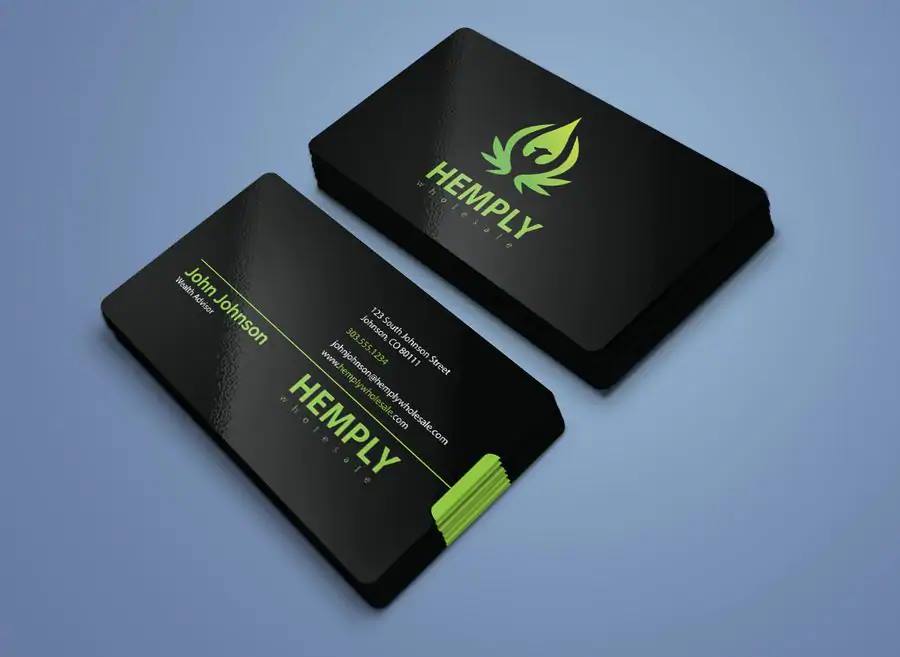 HEMPLY
wholesale
John Johnson
Wealth Advisor
123 South Johnson Street
Johnson, CO 80111
303.555.1234
johnjohnson@hemplywholesale.com
www.hemplywholesale.com
HEMPLY
wholesale